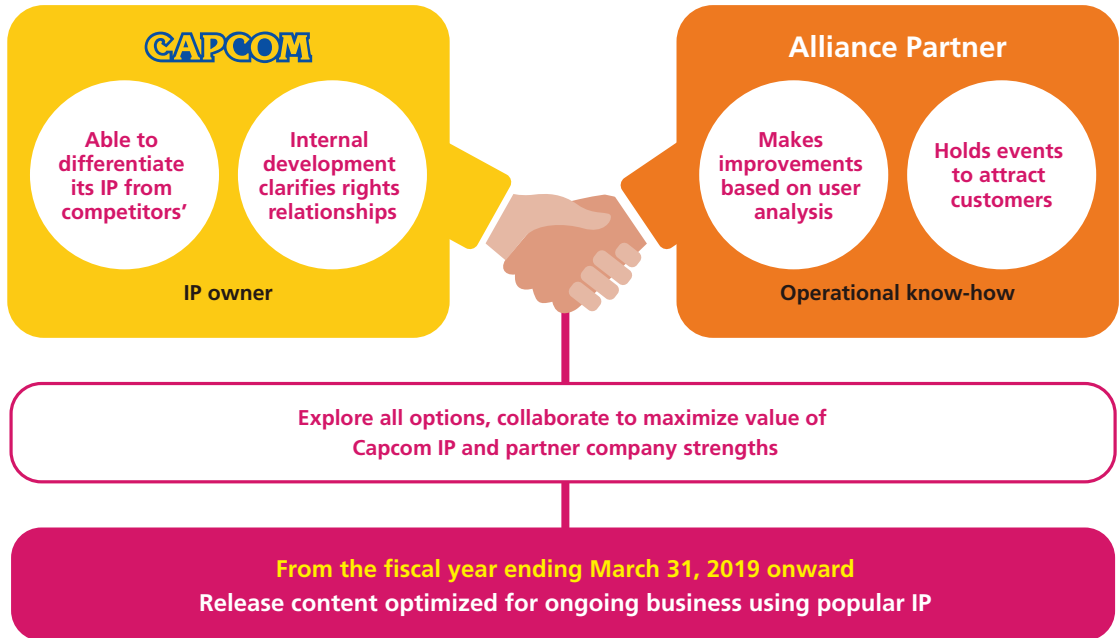 CAPCOM
Able to
differentiate
its IP from
competitors’
Internal
development
clarifies rights
relationships
IP owner
Alliance Partner
Makes
improvements
based on user
analysis
Holds events
to attract
customers
Operational know-how
Explore all options, collaborate to maximize value of
Capcom IP and partner company strengths
From the fiscal year ending March 31, 2019 onward
Release content optimized for ongoing business using popular IP